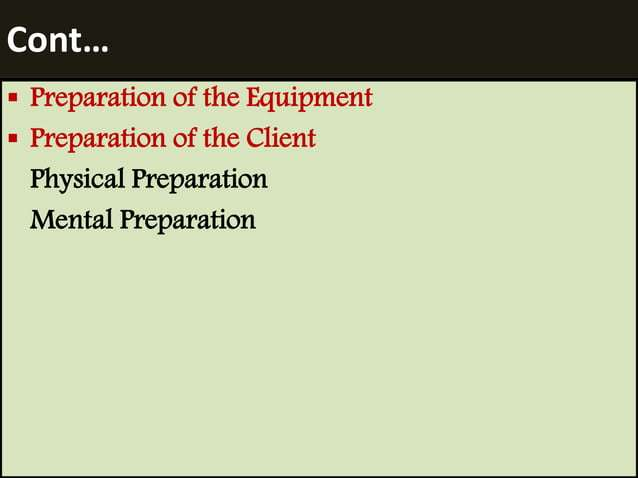 Cont…
▪ Preparation of the Equipment
▪ Preparation of the Client
Physical Preparation
Mental Preparation